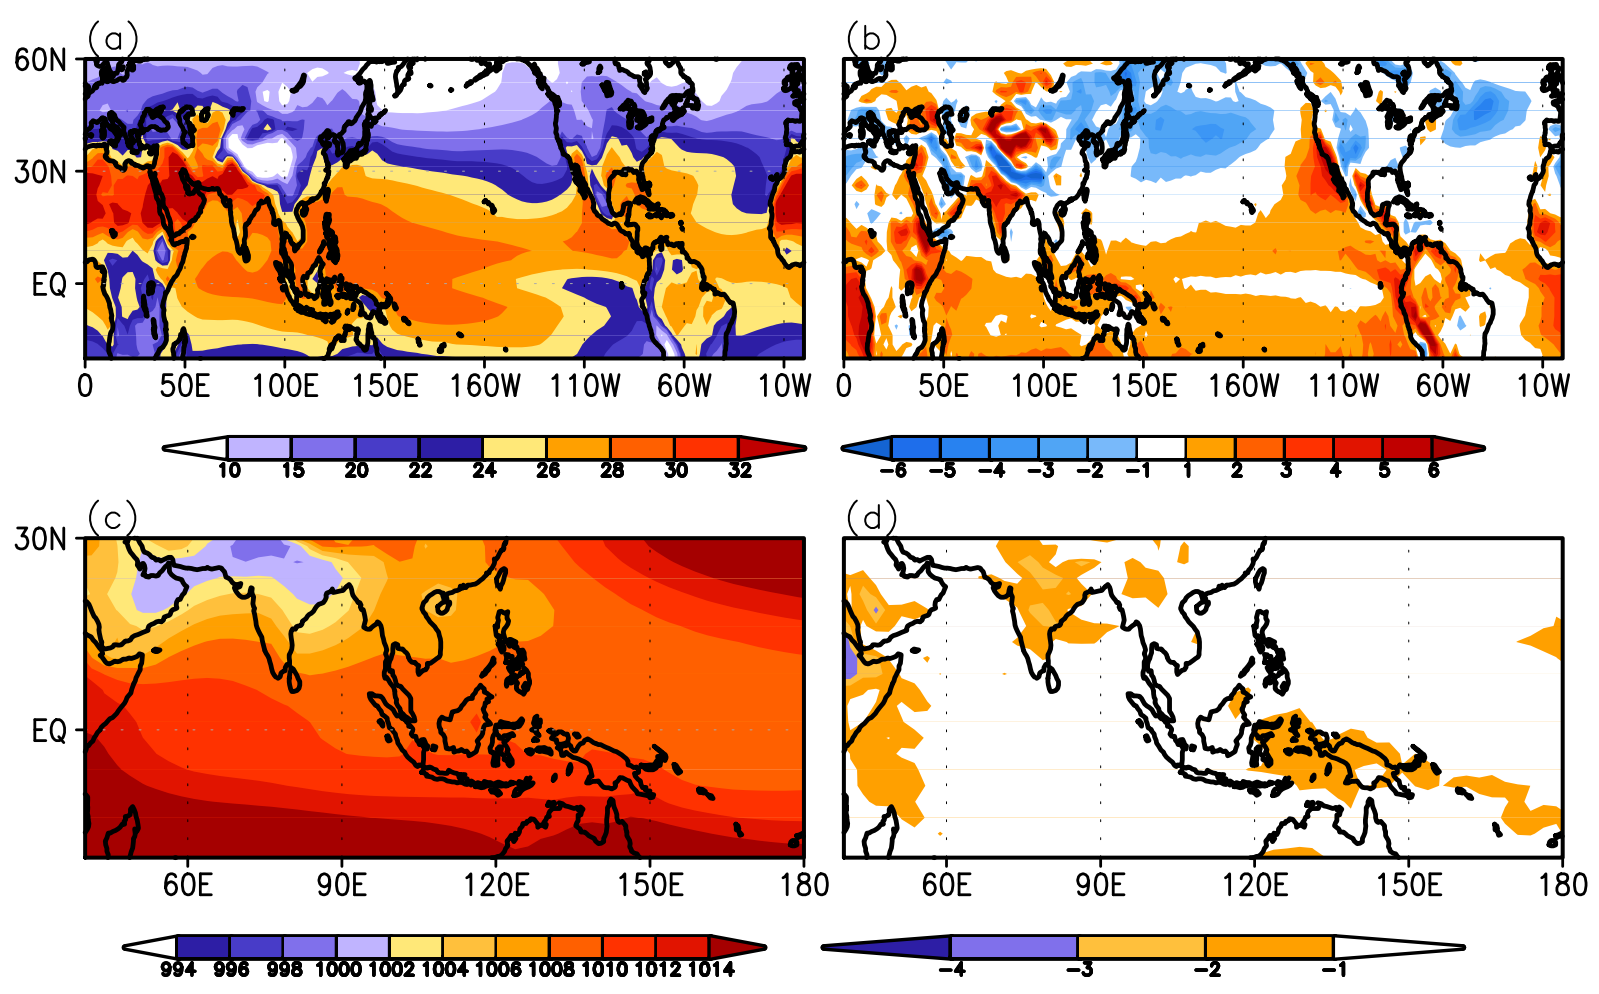 (a) (b)
60N
30N
EQ
0 50E 100E 150E 160W 110W 60W 10W 0 50E 100E 150E 160W 110W 60W 10W
10 15 20 22 24 26 28 30 32 -6 -5 -4 -3 -2 -1 1 2 3 4 5 6
(c) (d)
30N
EQ
60E 90E 120E 150E 180 60E 90E 120E 150E 180
994 996 998 1000 1002 1004 1006 1008 1010 1012 1014 -4 -3 -2 -1